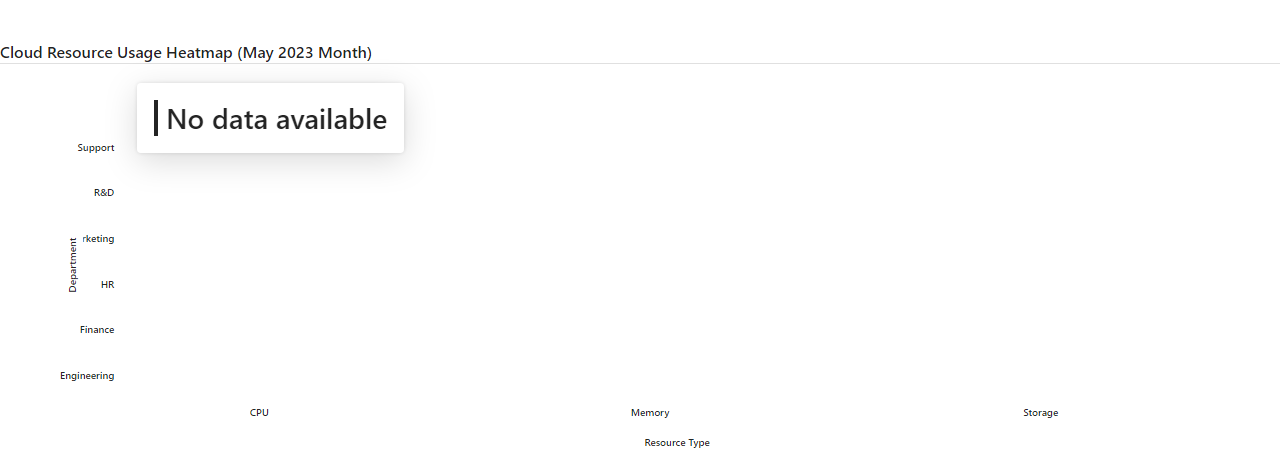 Cloud Resource Usage Heatmap (May 2023 Month)
No data available
Support
R&D
rketing
Department
HR
Finance
Engineering
CPU Memory Storage
Resource Type